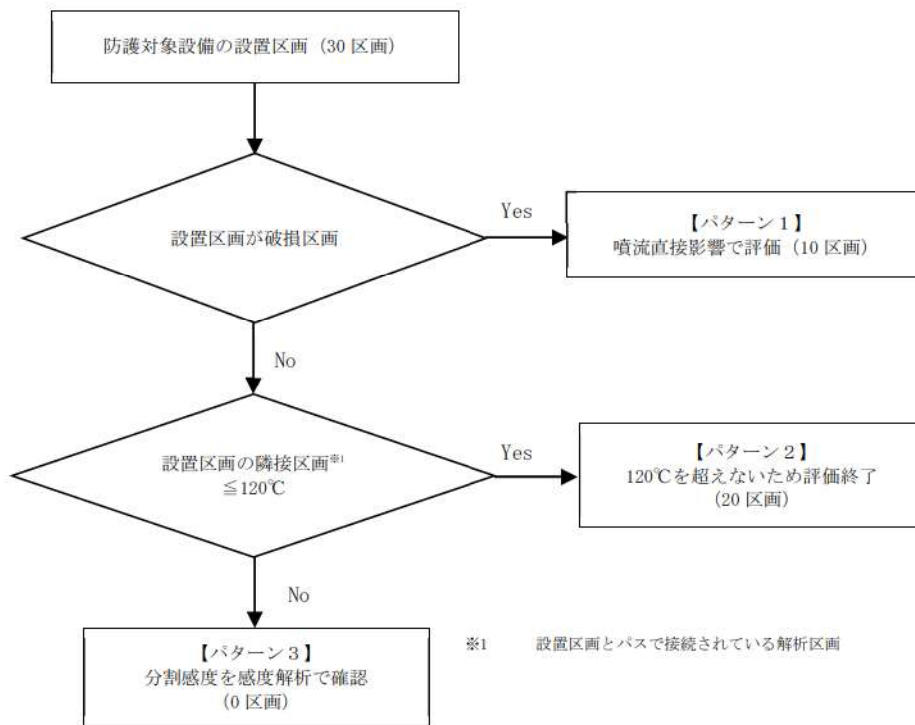 防護対象設備の設置区画（30 区画）
設置区画が破損区画
Yes
【パターン１】
噴流直接影響で評価（10 区画）
No
設置区画の隣接区画※1
≦120℃
Yes
【パターン２】
120℃を超えないため評価終了
（20 区画）
No
【パターン３】
分割感度を感度解析で確認
（0 区画）
※1 設置区画とパスで接続されている解析区画